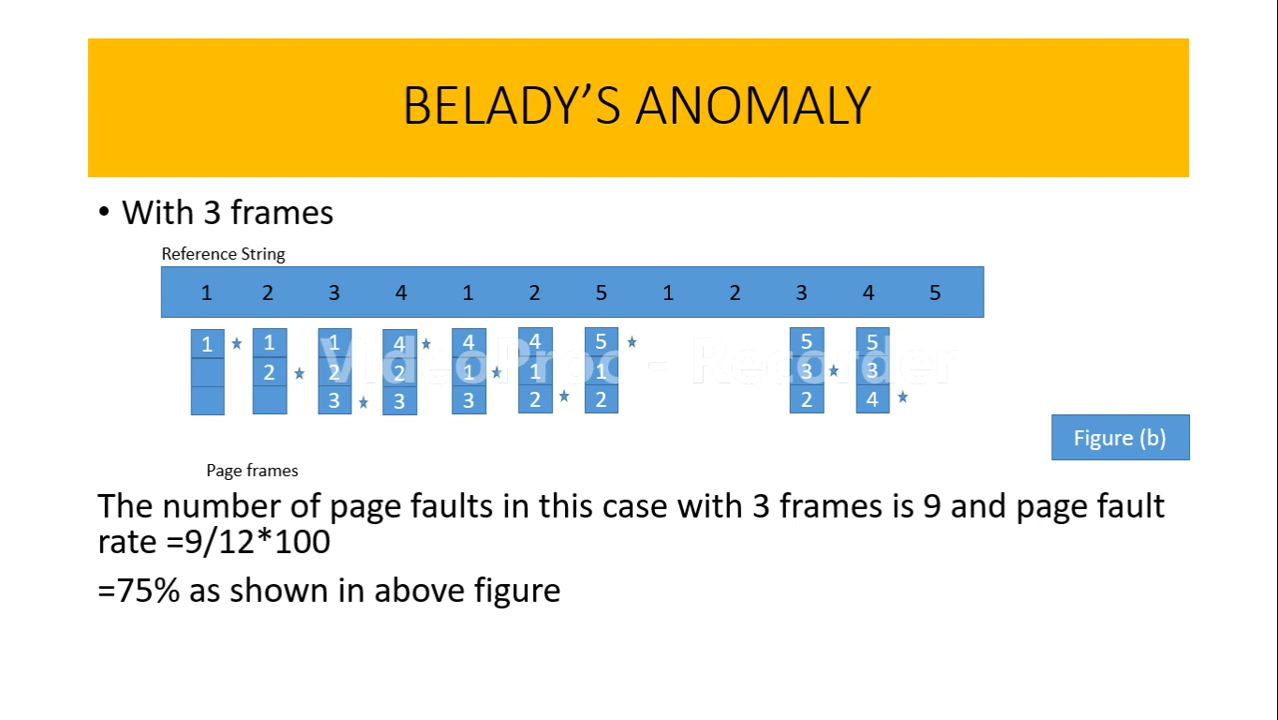 BELADY’S ANOMALY
• With 3 frames
Reference String
1 2 3 4 1 2 5 1 2 3 4 5
1 1 1 4 4 4 5 5 5
2 2 2 1 1 1 3 3
3 3 3 2 2 2 4
VideoProc - Recorder
Figure (b)
Page frames
The number of page faults in this case with 3 frames is 9 and page fault
rate =9/12*100
=75% as shown in above figure